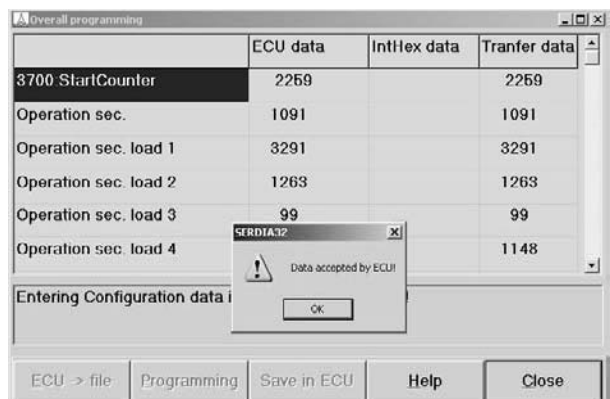 Overall programming
ECU data IntHex data Tranfer data
3700:StartCounter 2259 2259
Operation sec. 1091 1091
Operation sec. load 1 3291 3291
Operation sec. load 2 1263 1263
Operation sec. load 3 99 99
Operation sec. load 4 1148
SERDIA32
Data accepted by ECU!
OK
Entering Configuration data i !
ECU -> file Programming Save in ECU Help Close